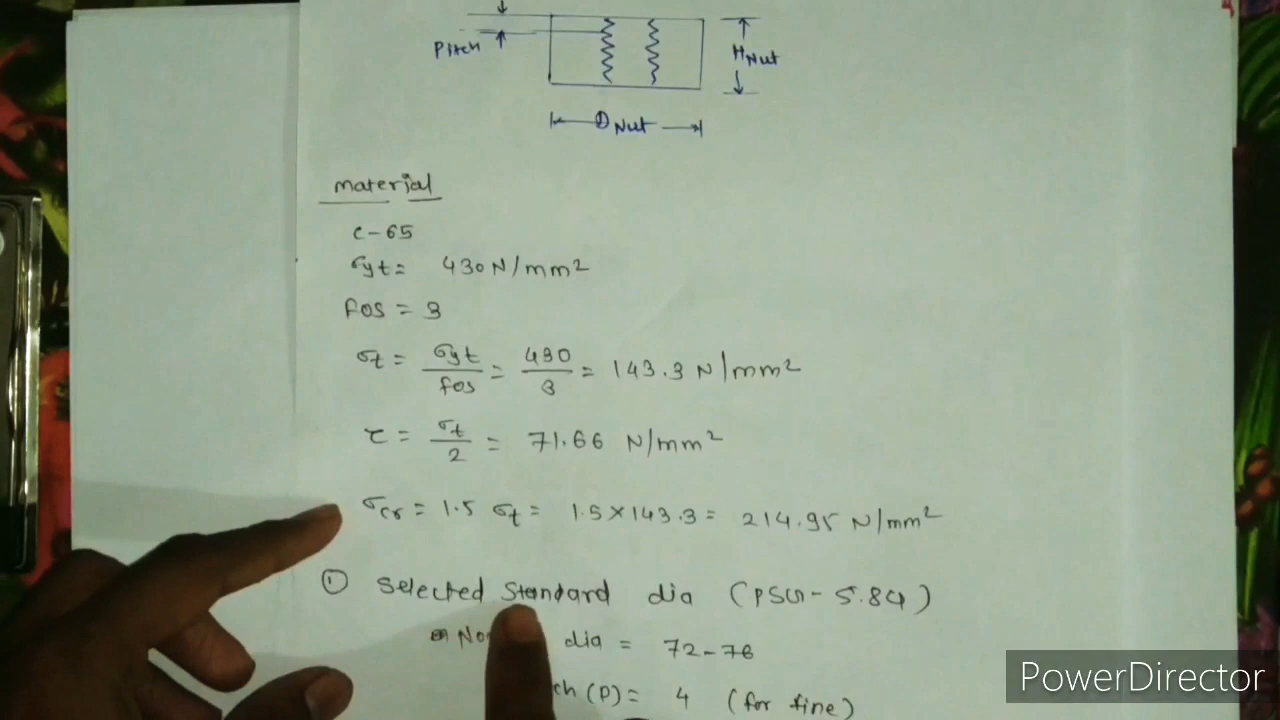 Pitch
HNut
DNut
material
C-65
σyt = 430 N/mm²
fos = 3
σt = σyt/fos = 430/3 = 143.3 N/mm²
τ = σt/2 = 71.66 N/mm²
σcr = 1.5 σt = 1.5×143.3 = 214.95 N/mm²
① Selected Standard dia (PSG-5.84)
dia = 72-76
ch (P) = 4 (for fine)
PowerDirector